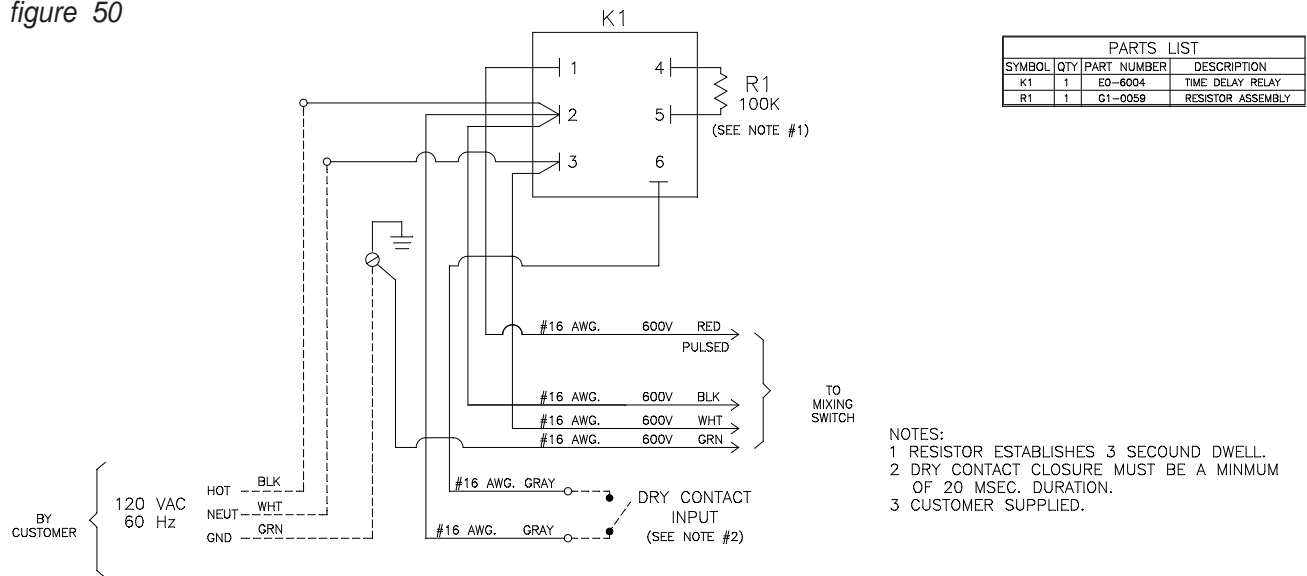 figure 50
K1
PARTS LIST
SYMBOL QTY PART NUMBER DESCRIPTION
K1 1 E0-6004 TIME DELAY RELAY
R1 1 G1-0059 RESISTOR ASSEMBLY
1 4
R1
100K
2 5
(SEE NOTE #1)
3 6
#16 AWG. 600V RED
PULSED
#16 AWG. 600V BLK
#16 AWG. 600V WHT
#16 AWG. 600V GRN
TO
MIXING
SWITCH
NOTES:
1 RESISTOR ESTABLISHES 3 SECOUND DWELL.
2 DRY CONTACT CLOSURE MUST BE A MINMUM
OF 20 MSEC. DURATION.
3 CUSTOMER SUPPLIED.
BY
CUSTOMER
120 VAC
60 Hz
HOT BLK
NEUT WHT
GND GRN
#16 AWG. GRAY
#16 AWG. GRAY
DRY CONTACT
INPUT
(SEE NOTE #2)